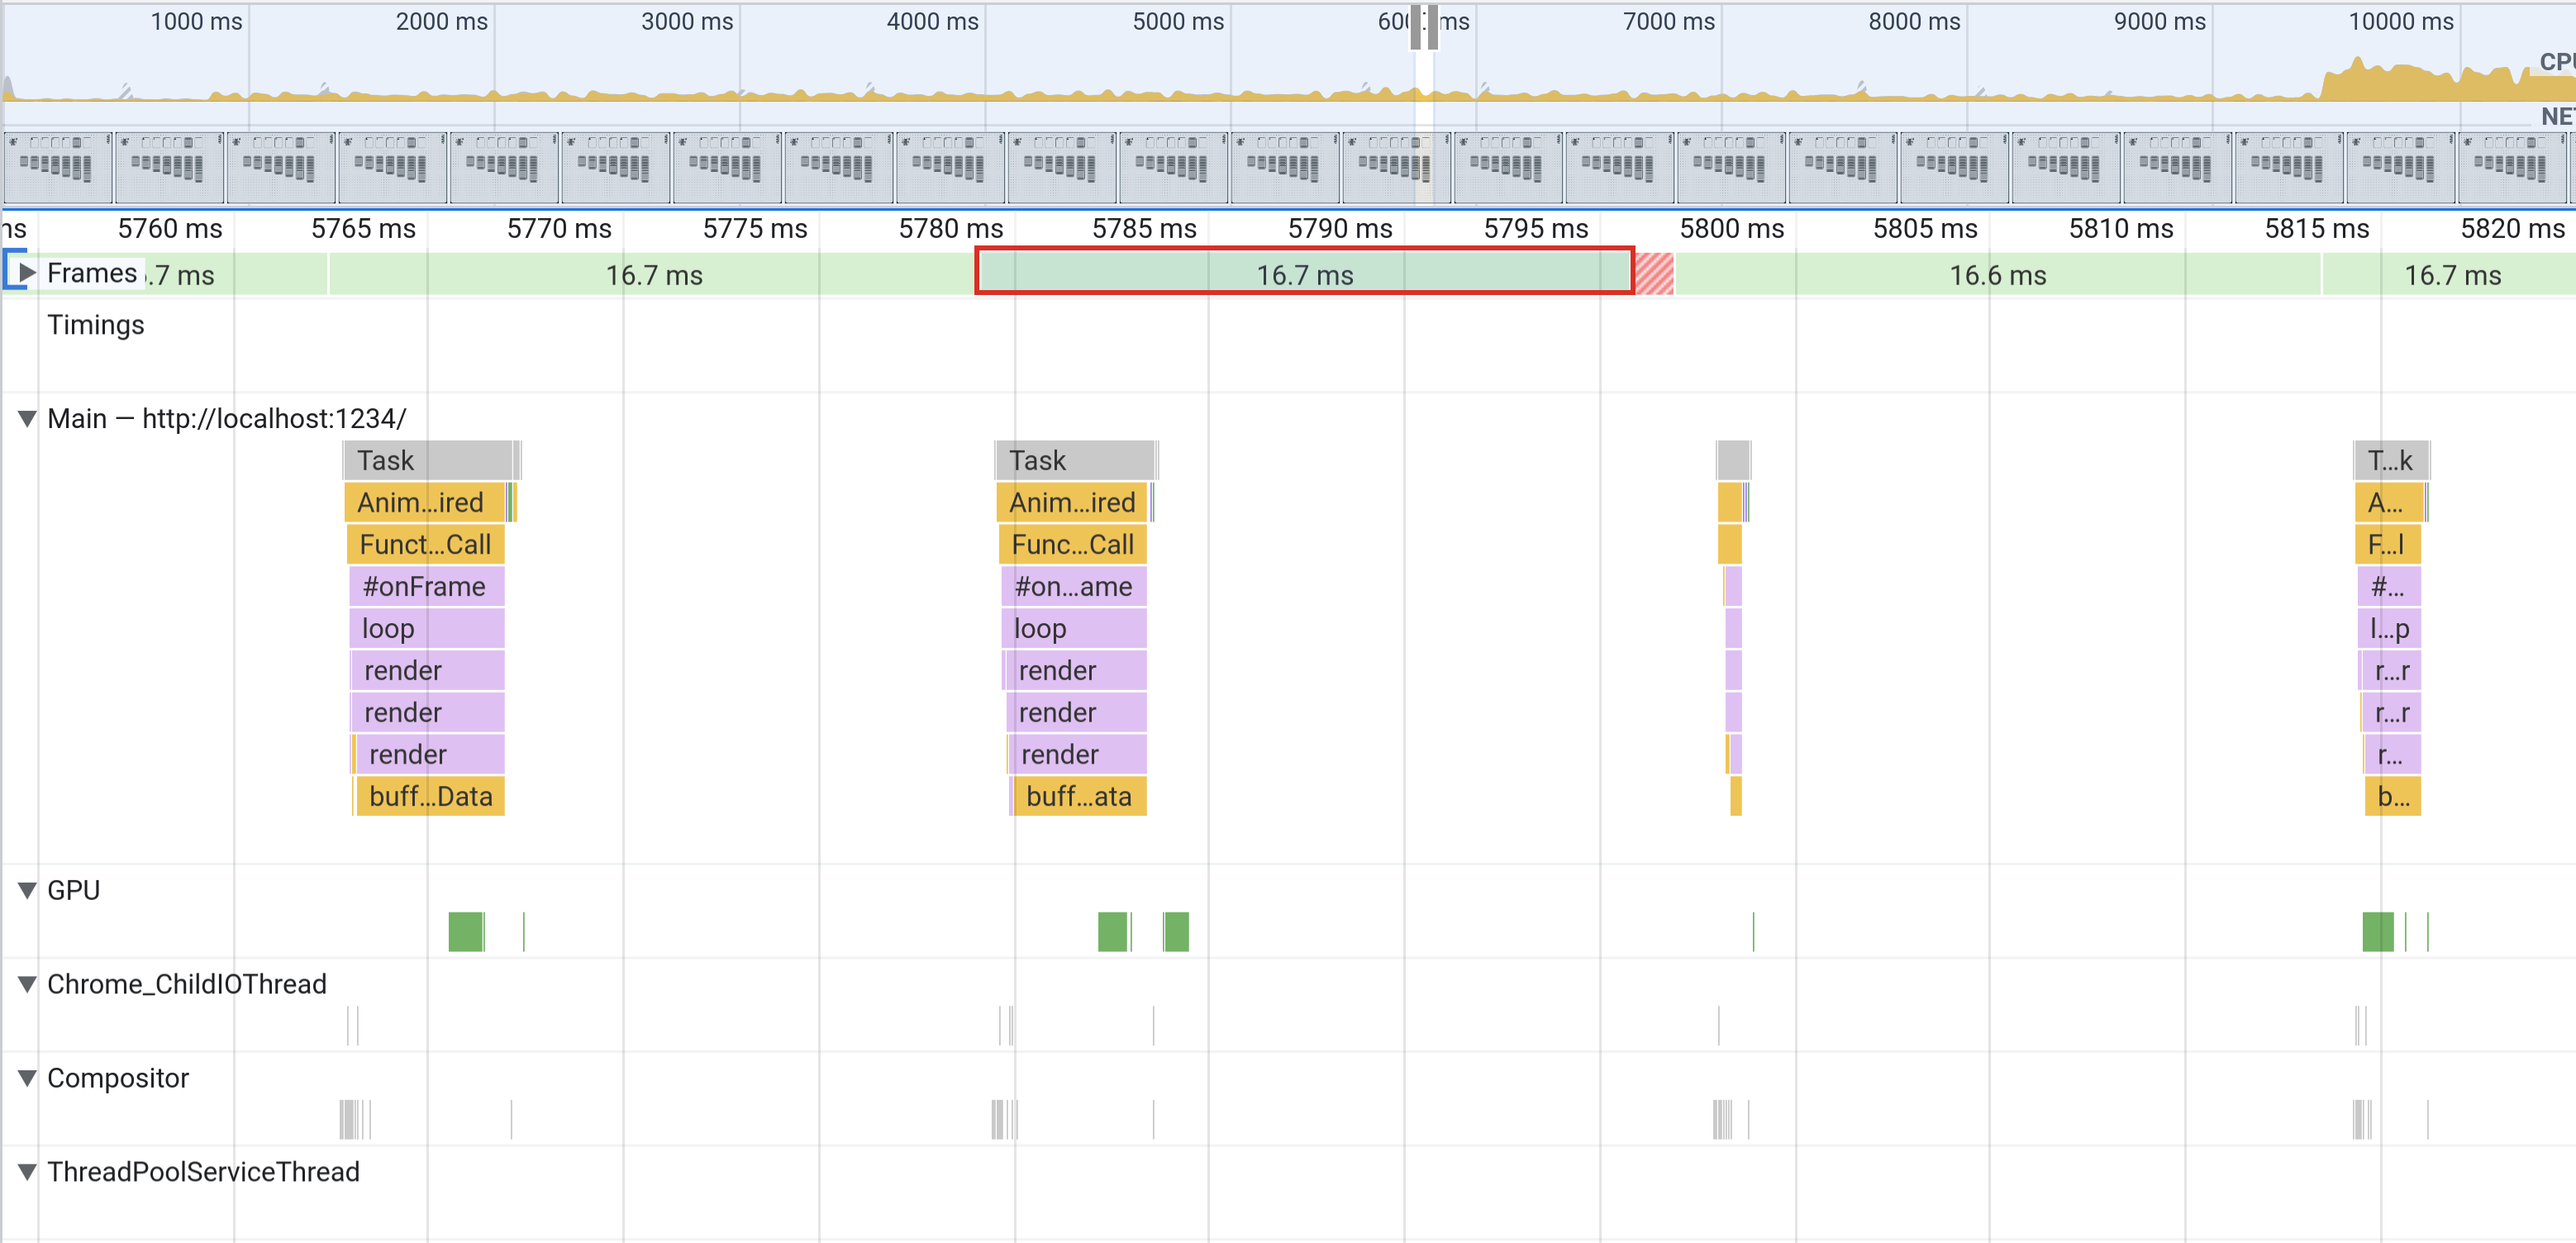 1000 ms 2000 ms 3000 ms 4000 ms 5000 ms ms 7000 ms 8000 ms 9000 ms 10000 ms
CPU
NE
ns 5760 ms 5765 ms 5770 ms 5775 ms 5780 ms 5785 ms 5790 ms 5795 ms 5800 ms 5805 ms 5810 ms 5815 ms 5820 ms
Frames .7 ms 16.7 ms 16.7 ms 16.6 ms 16.7 ms
Timings
Main — http://localhost:1234/
Task Task T...k
Anim...ired Anim...ired A...
Funct...Call Func...Call F...l
#onFrame #on...ame #...
loop loop l...p
render render r...r
render render r...r
render render r...
buff...Data buff...ata b...
GPU
Chrome_ChildIOThread
Compositor
ThreadPoolServiceThread